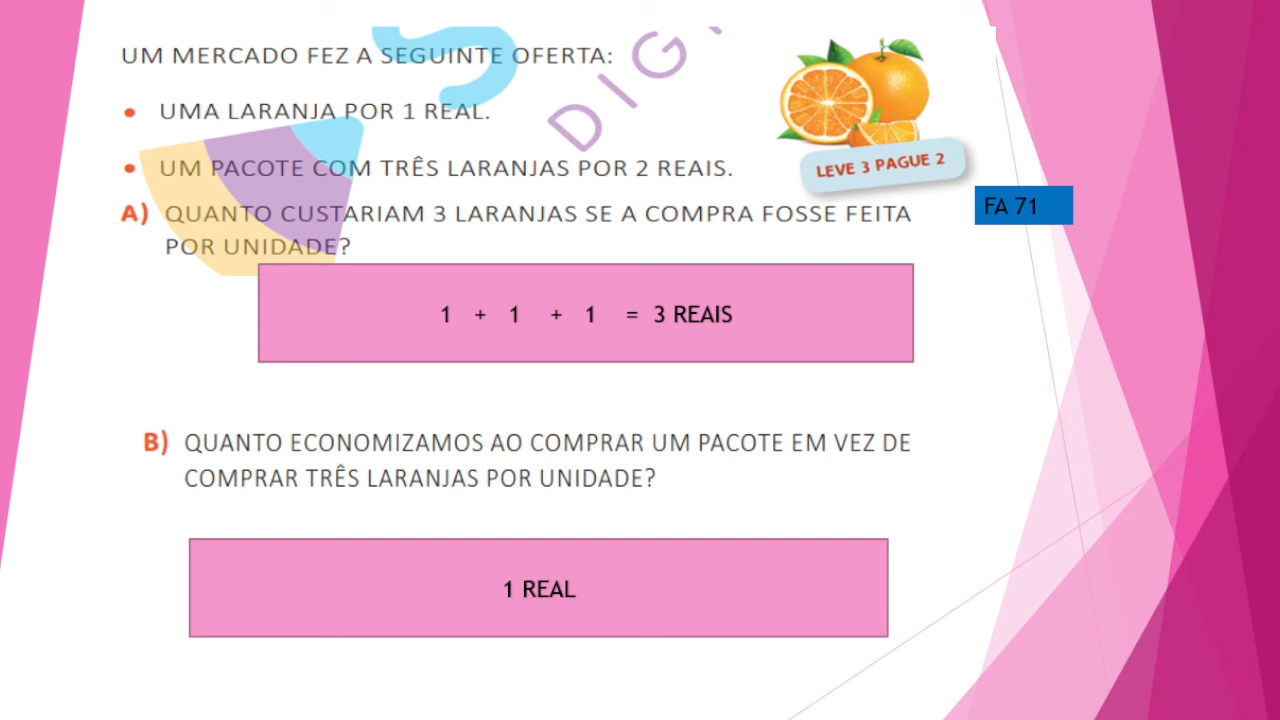 UM MERCADO FEZ A SEGUINTE OFERTA:
• UMA LARANJA POR 1 REAL.
• UM PACOTE COM TRÊS LARANJAS POR 2 REAIS.
LEVE 3 PAGUE 2
A) QUANTO CUSTARIAM 3 LARANJAS SE A COMPRA FOSSE FEITA
POR UNIDADE?
FA 71
1 + 1 + 1 = 3 REAIS
B) QUANTO ECONOMIZAMOS AO COMPRAR UM PACOTE EM VEZ DE
COMPRAR TRÊS LARANJAS POR UNIDADE?
1 REAL